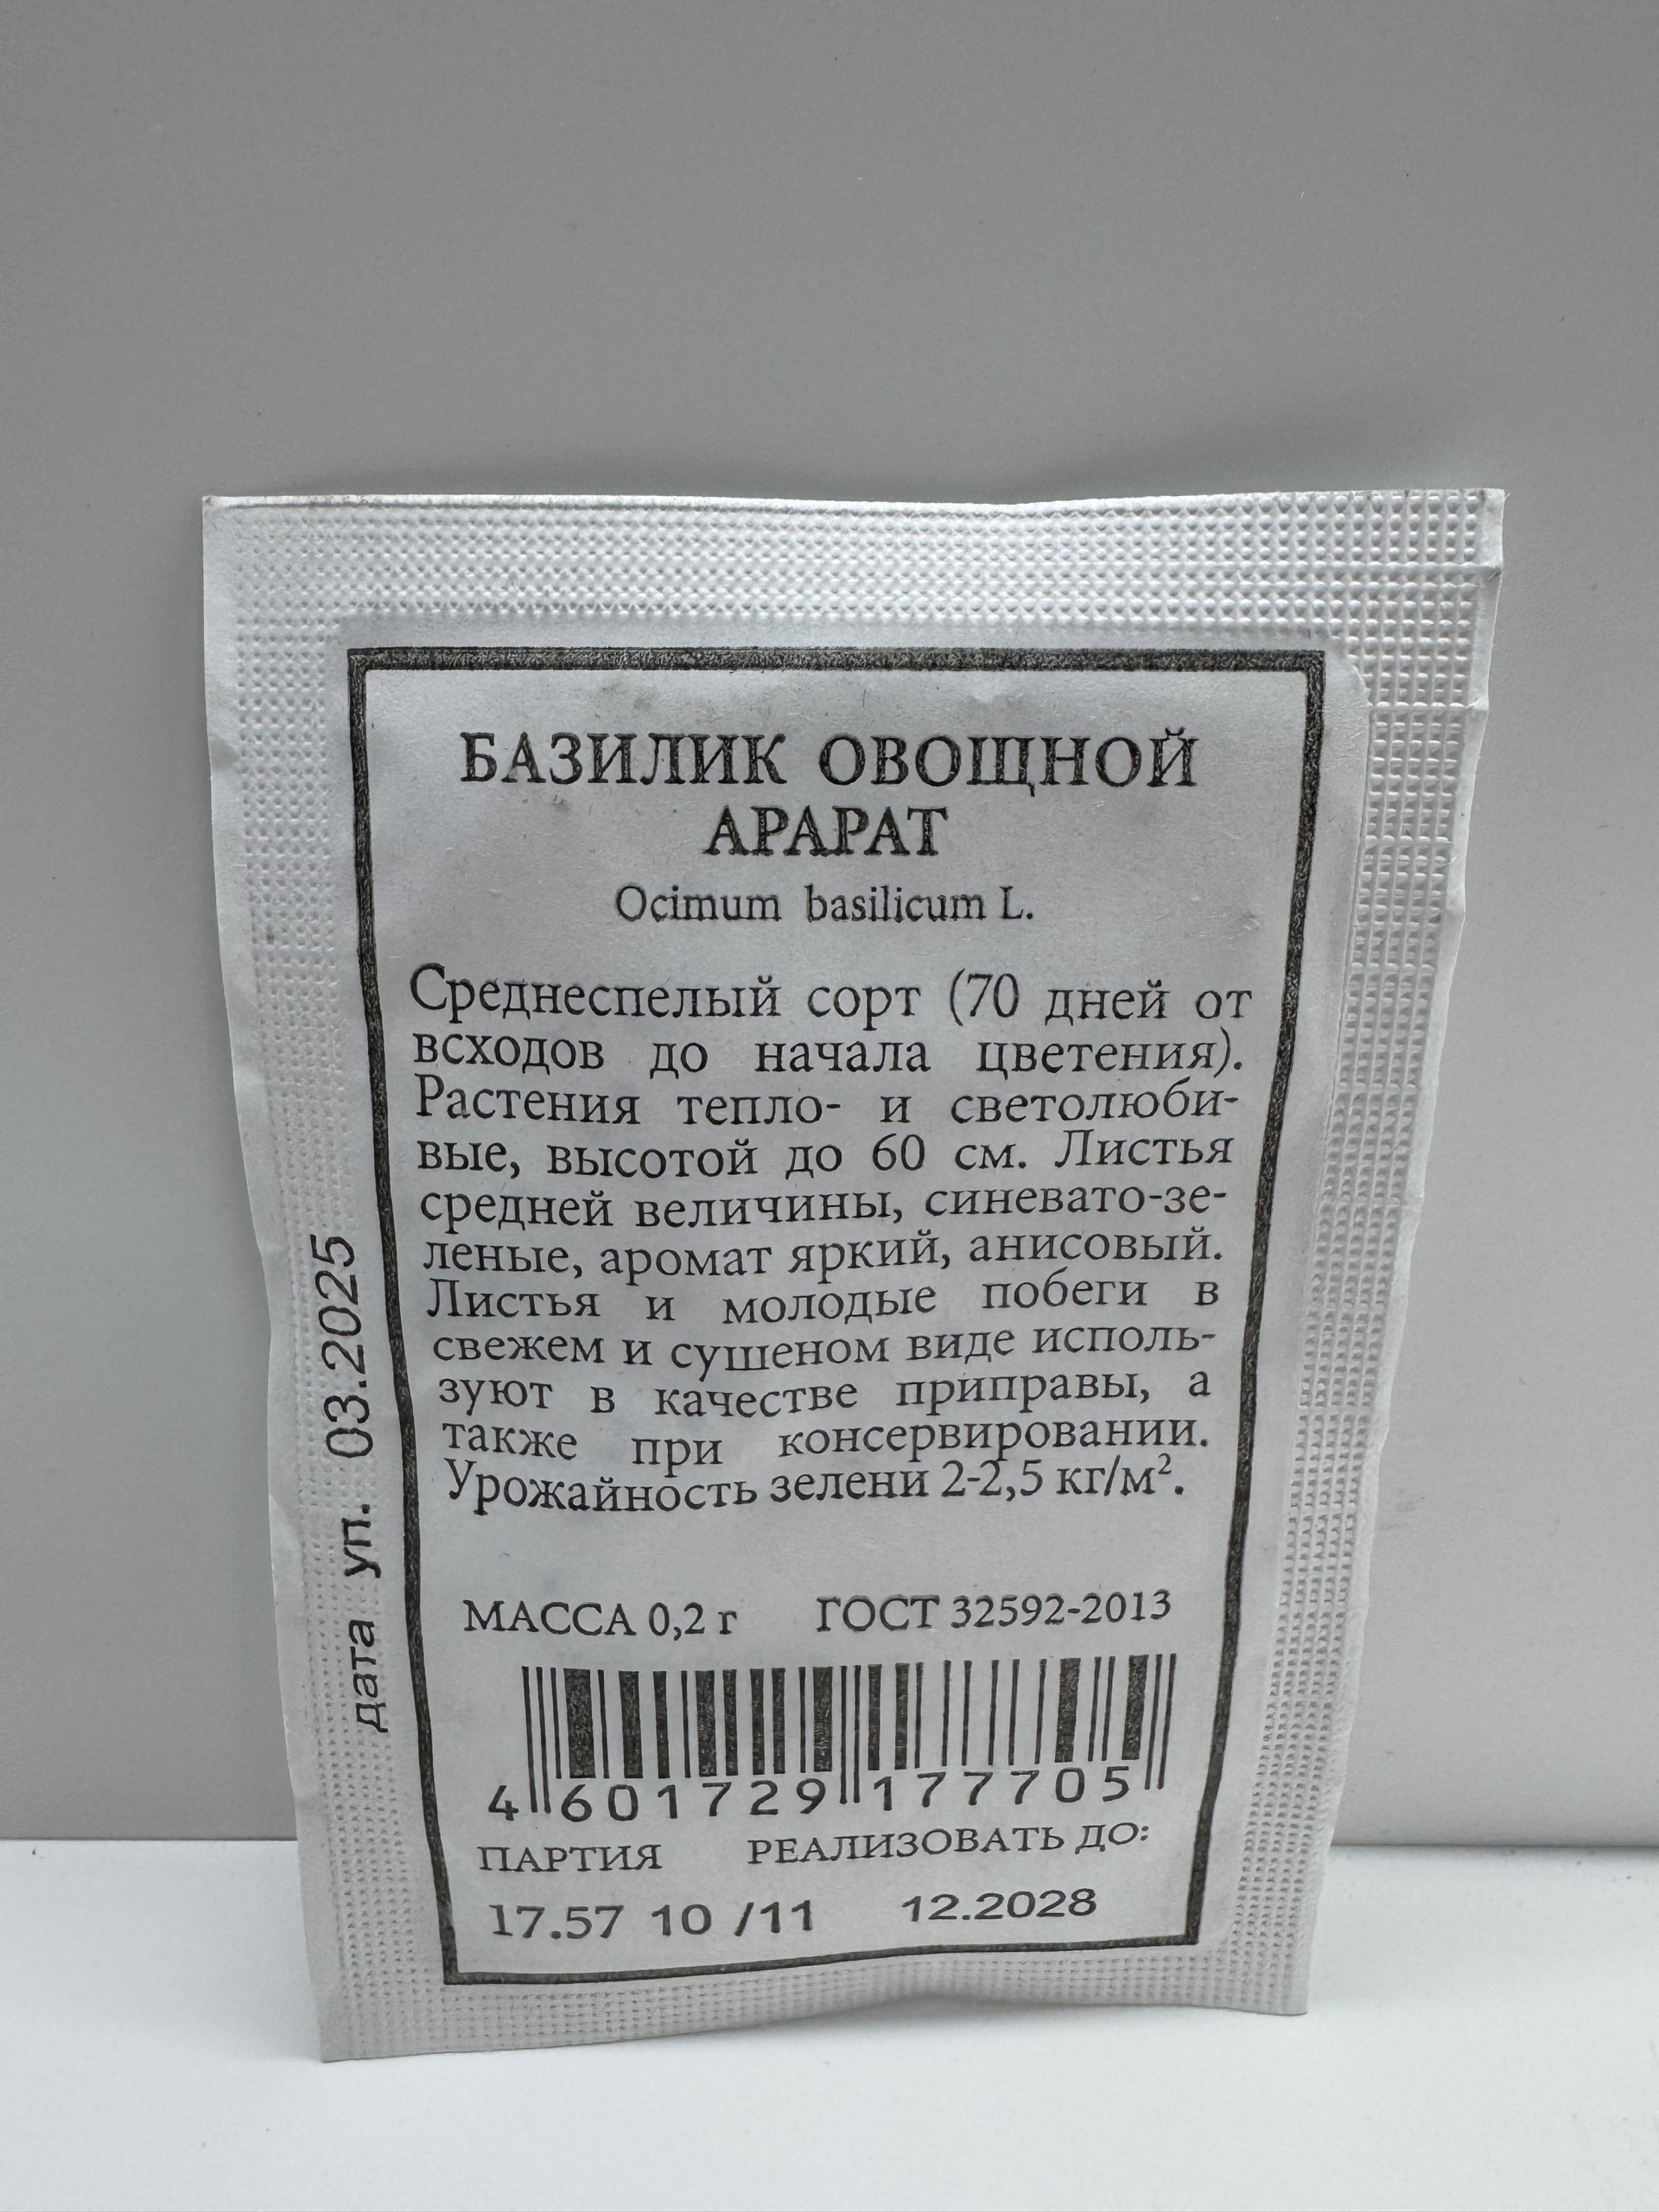 БАЗИЛИК ОВОЩНОЙ
АРАРАТ
Ocimum basilicum L.
Среднеспелый сорт (70 дней от
всходов до начала цветения).
Растения тепло- и светолюби-
вые, высотой до 60 см. Листья
средней величины, синевато-зе-
леные, аромат яркий, анисовый.
Листья и молодые побеги в
свежем и сушеном виде исполь-
зуют в качестве приправы, а
также при консервировании.
Урожайность зелени 2-2,5 кг/м².
МАССА 0,2 г ГОСТ 32592-2013
4 601729 177705
ПАРТИЯ РЕАЛИЗОВАТЬ ДО:
17.57 10 /11 12.2028
дата уп. 03.2025